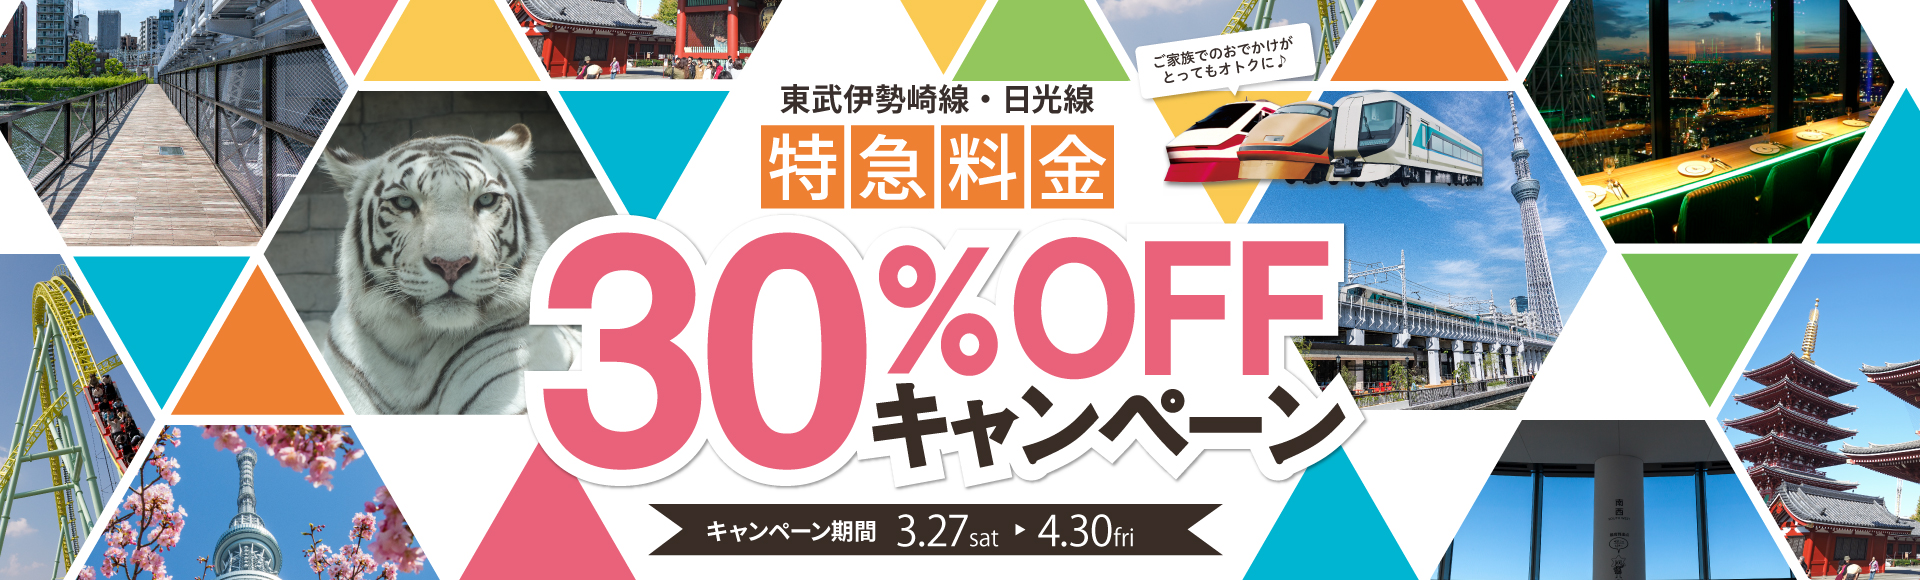 ご家族でのおでかけが
とってもオトクに♪
東武伊勢崎線・日光線
特急料金
30%OFF
キャンペーン
キャンペーン期間 3.27sat ▶ 4.30fri
南西